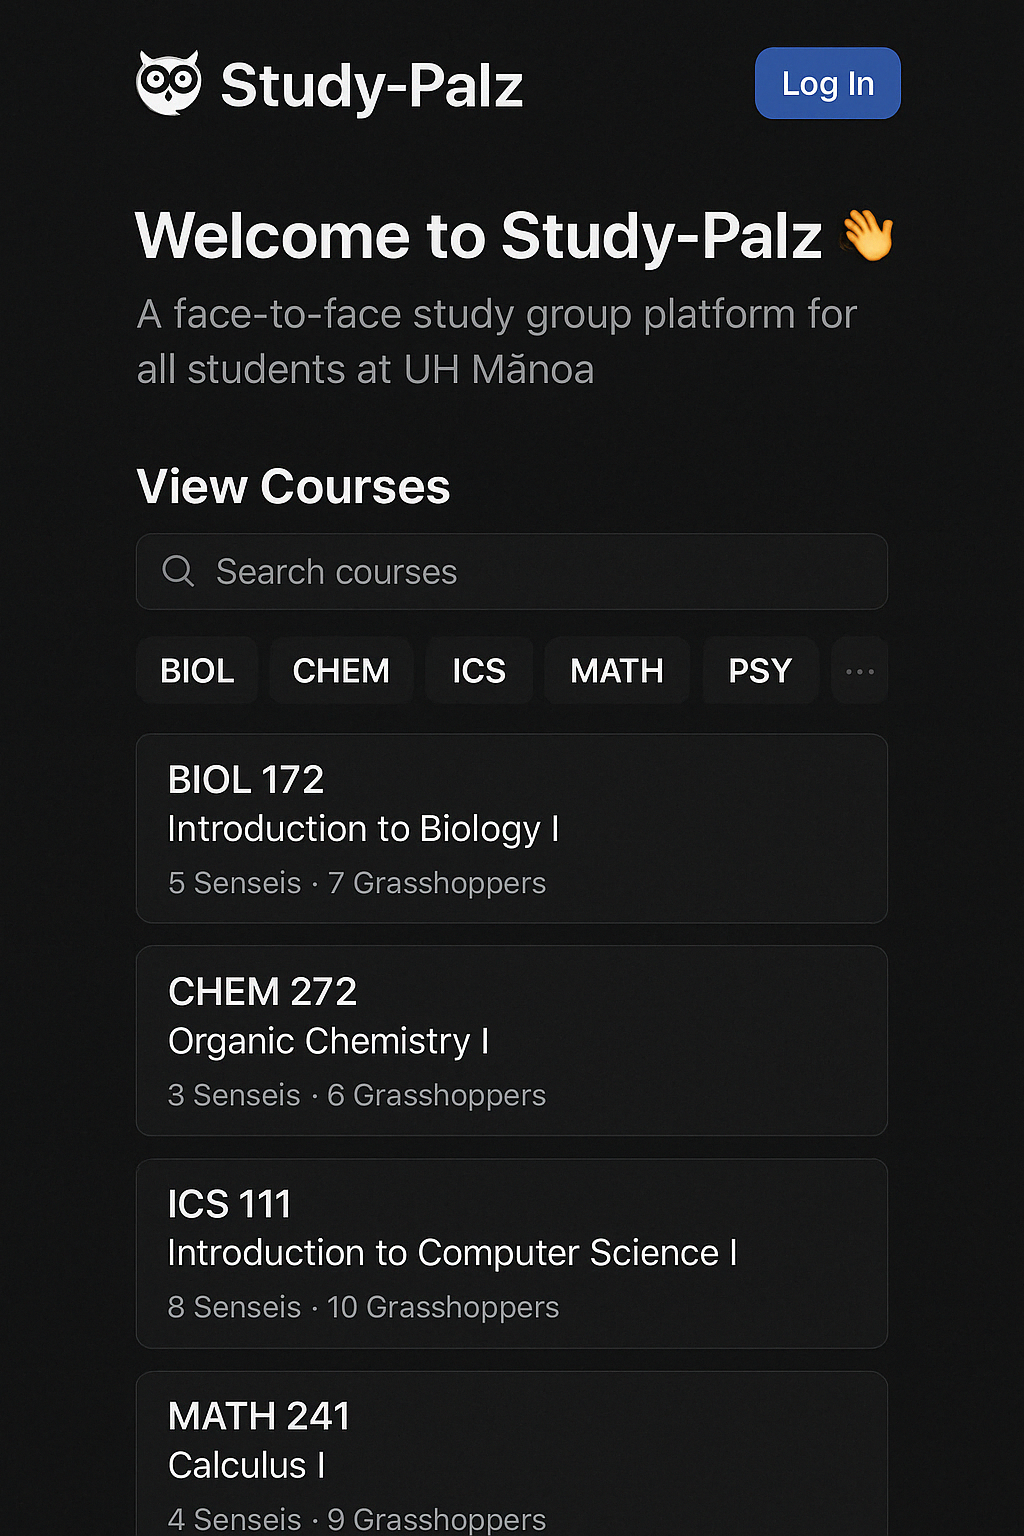 Study-Palz
Log In
Welcome to Study-Palz 👋
A face-to-face study group platform for
all students at UH Mănoa
View Courses
Search courses
BIOL CHEM ICS MATH PSY ...
BIOL 172
Introduction to Biology I
5 Senseis · 7 Grasshoppers
CHEM 272
Organic Chemistry I
3 Senseis · 6 Grasshoppers
ICS 111
Introduction to Computer Science I
8 Senseis · 10 Grasshoppers
MATH 241
Calculus I
4 Senseis · 9 Grasshoppers